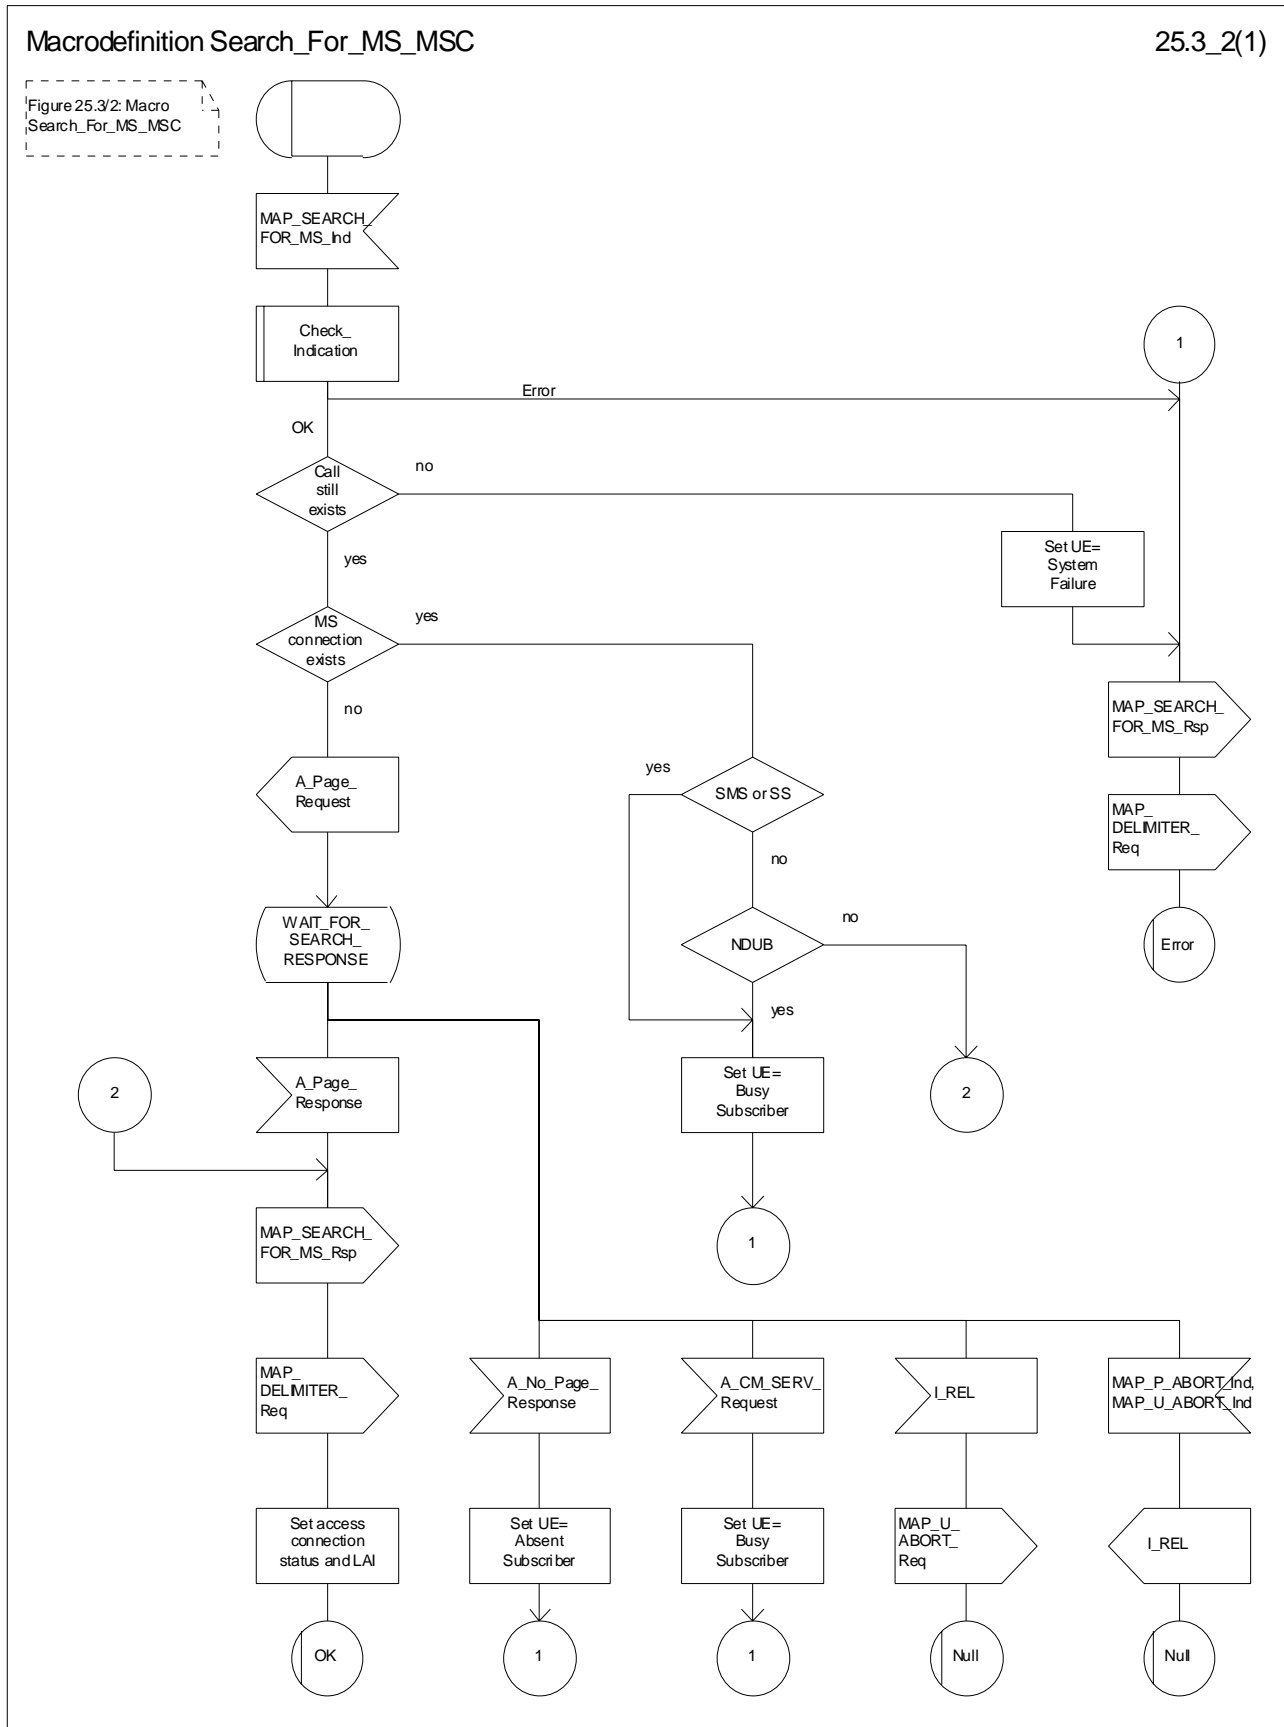 Macrodefinition Search_For_MS_MSC
25.3_2(1)
Figure 25.3/2: Macro
Search_For_MS_MSC
MAP_SEARCH_
FOR_MS_Ind
Check_
Indication
1
Error
OK
Call
still
exists
no
yes
Set UE=
System
Failure
MS
connection
exists
yes
no
MAP_SEARCH_
FOR_MS_Rsp
A_Page_
Request
yes
SMS or SS
no
MAP_
DELIMITER_
Req
WAIT_FOR_
SEARCH_
RESPONSE
NDUB
no
yes
Error
2
A_Page_
Response
Set UE=
Busy
Subscriber
2
MAP_SEARCH_
FOR_MS_Rsp
1
MAP_
DELIMITER_
Req
A_No_Page_
Response
A_CM_SERV_
Request
I_REL
MAP_P_ABORT_Ind,
MAP_U_ABORT_Ind
Set access
connection
status and LAI
Set UE=
Absent
Subscriber
Set UE=
Busy
Subscriber
MAP_U_
ABORT_
Req
I_REL
OK
1
1
Null
Null